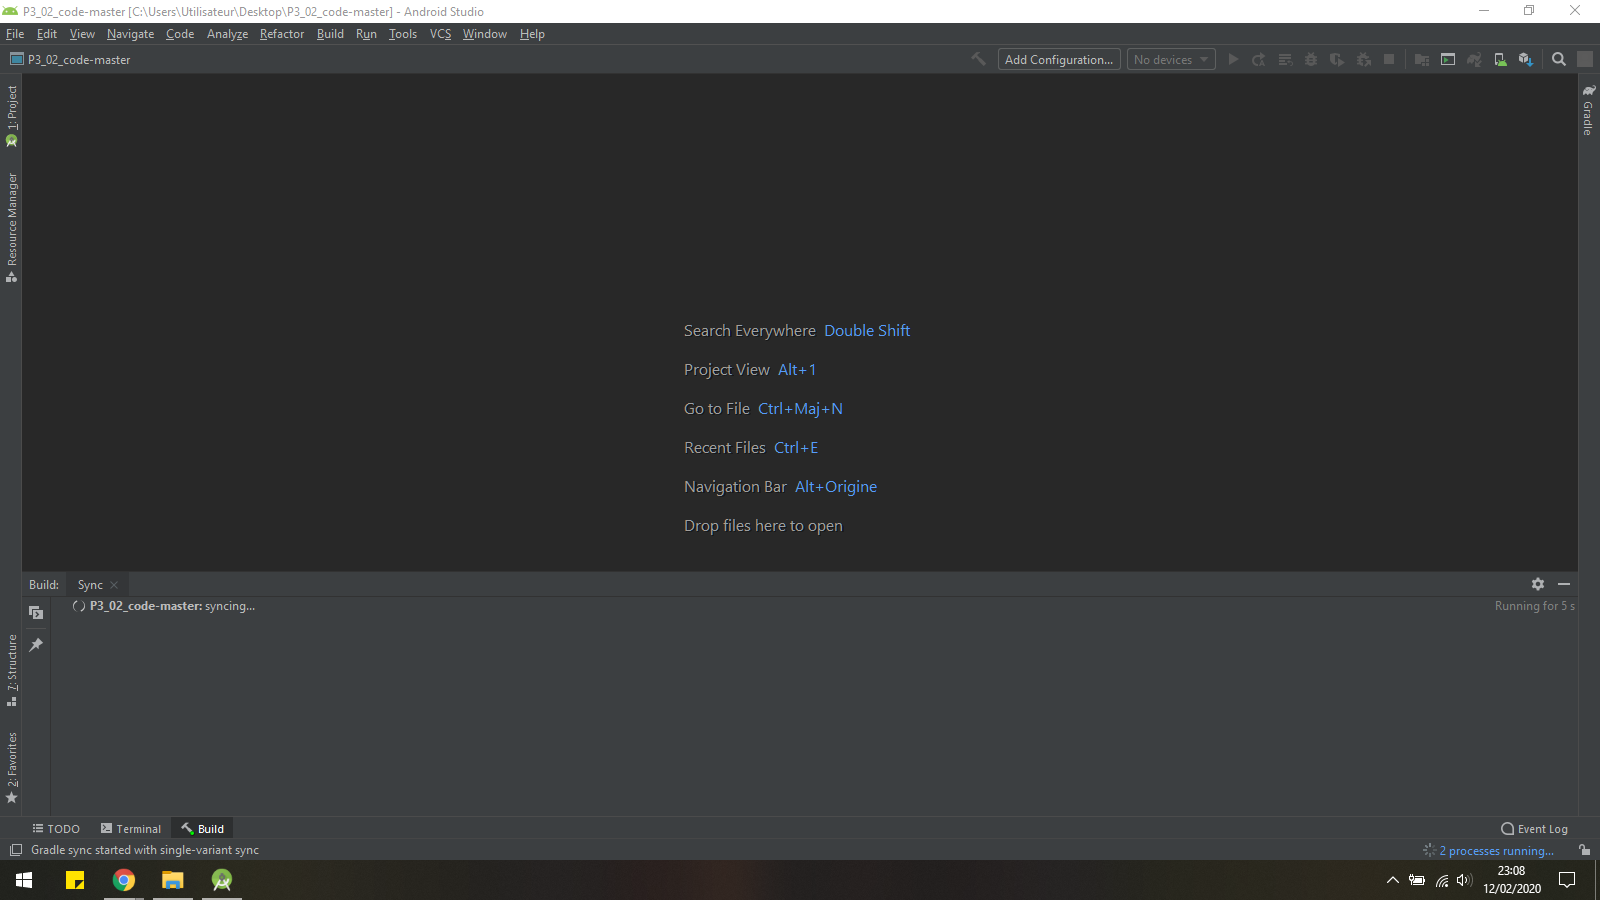 P3_02_code-master [C:\Users\Utilisateur\Desktop\P3_02_code-master] - Android Studio
File Edit View Navigate Code Analyze Refactor Build Run Tools VCS Window Help
P3_02_code-master Add Configuration... No devices
1: Project
Resource Manager
Gradle
Search Everywhere Double Shift
Project View Alt+1
Go to File Ctrl+Maj+N
Recent Files Ctrl+E
Navigation Bar Alt+Origine
Drop files here to open
Build: Sync
P3_02_code-master: syncing... Running for 5 s
7: Structure
2: Favorites
TODO Terminal Build Event Log
Gradle sync started with single-variant sync 2 processes running...
23:08
12/02/2020